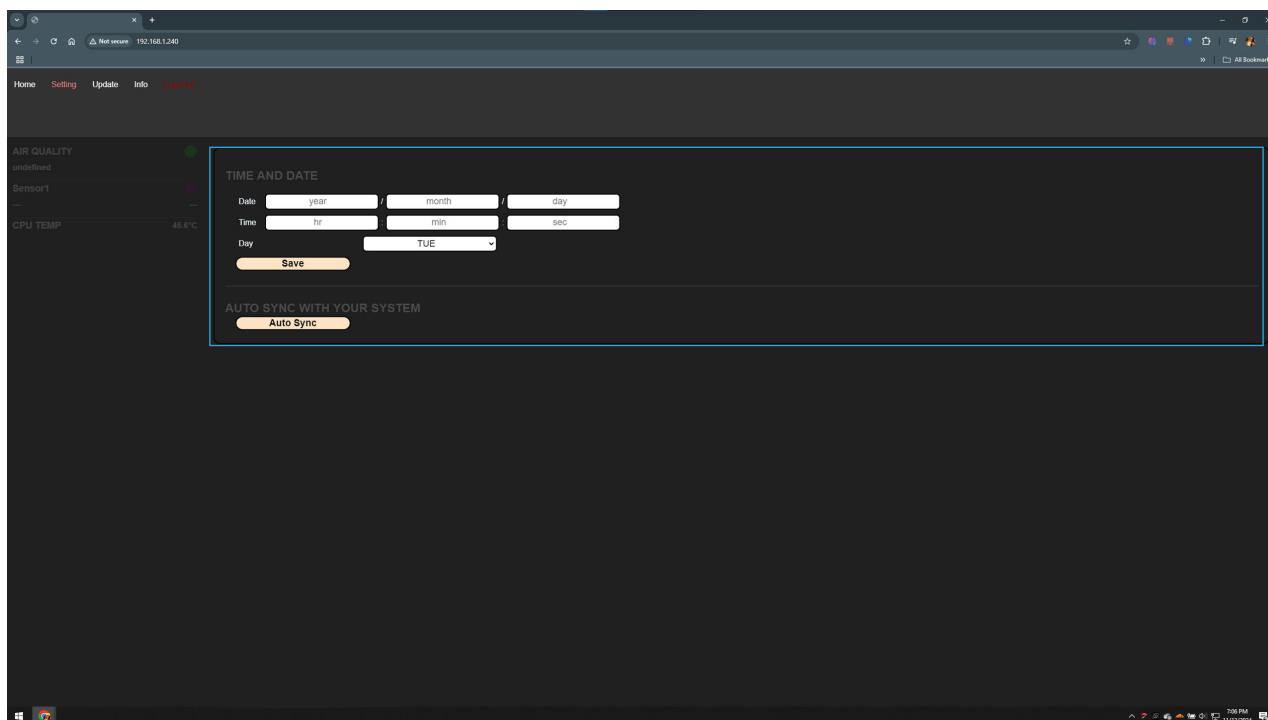 Not secure 192.168.1.240
All Bookmarks
Home Setting Update Info
AIR QUALITY
undefined
Sensor1
---
---
CPU TEMP 45.6°C
TIME AND DATE
Date year / month / day
Time hr : min : sec
Day TUE
Save
AUTO SYNC WITH YOUR SYSTEM
Auto Sync
7:06 PM